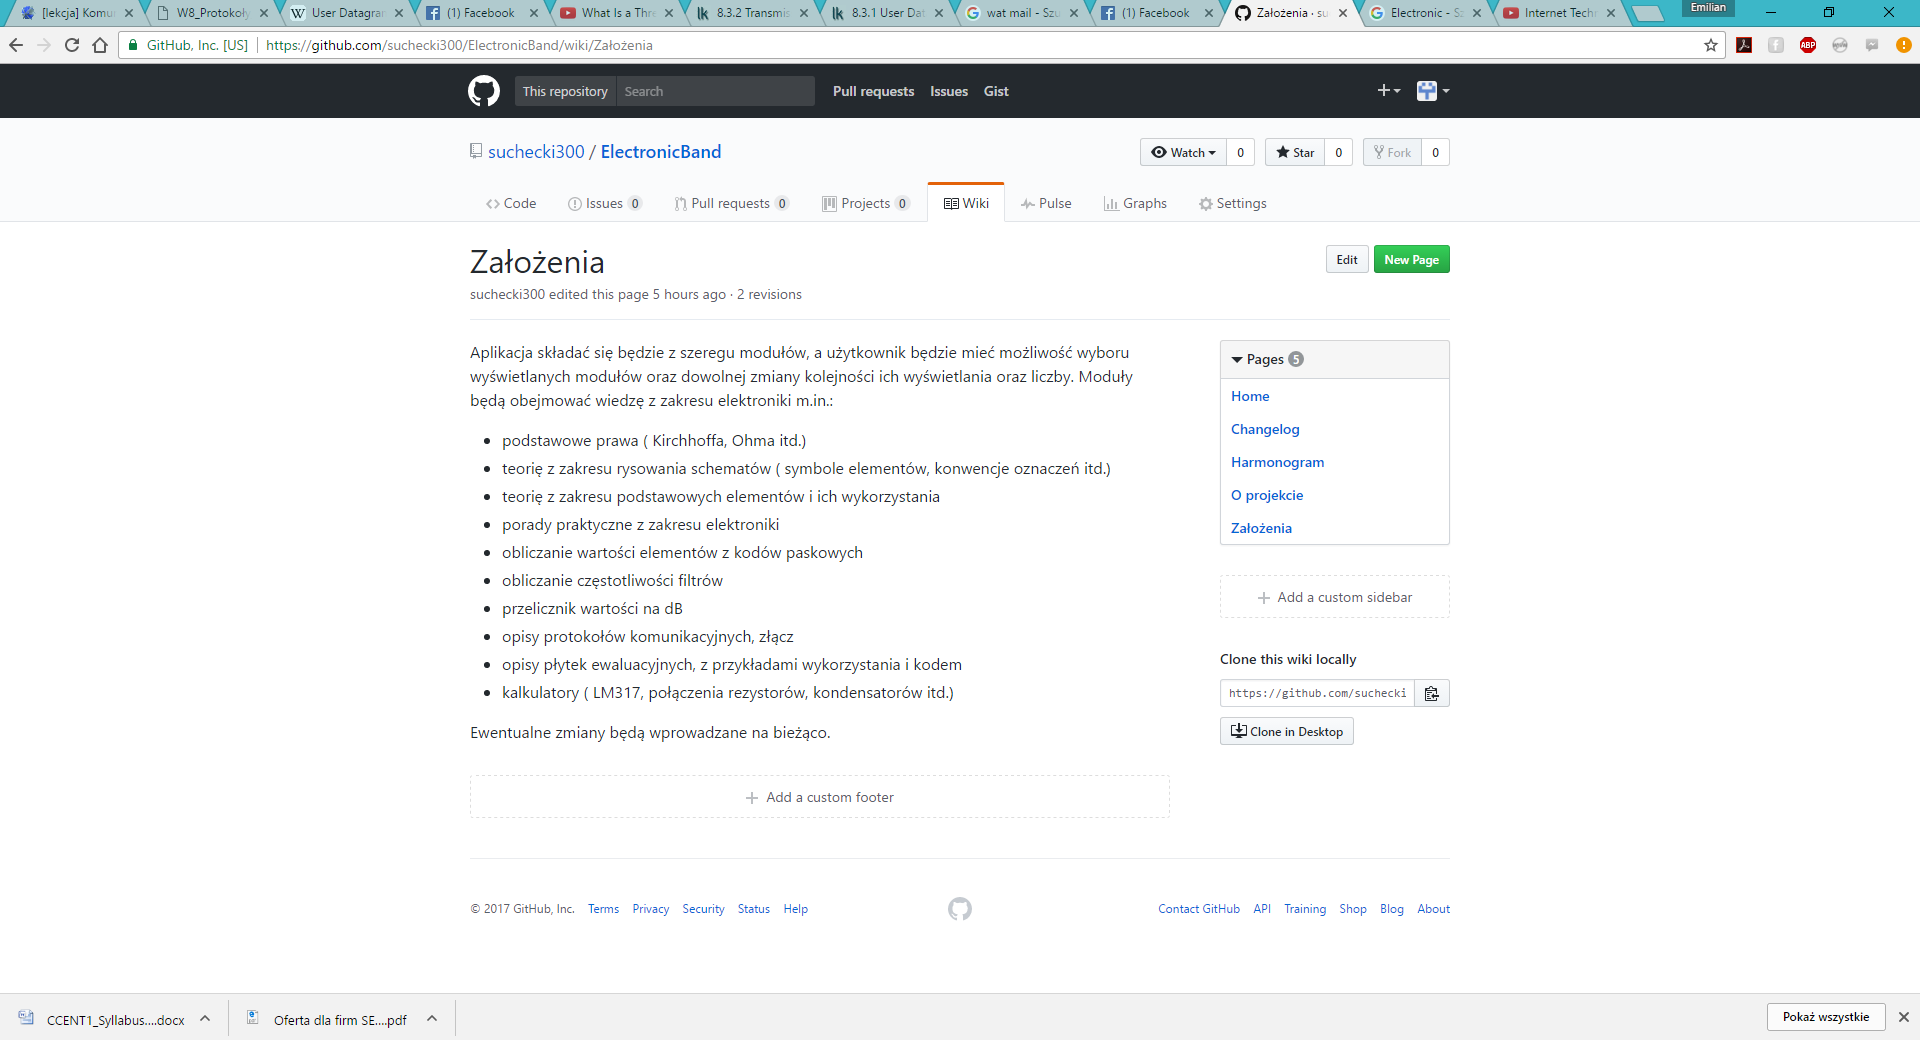 [lekcja] Komu
W8_Protokoły
User Datagra
(1) Facebook
What Is a Thre
8.3.2 Transmis
8.3.1 User Dat
wat mail - Szu
(1) Facebook
Założenia · su
Electronic - S
Internet Techn
Emilian
GitHub, Inc. [US] https://github.com/suchecki300/ElectronicBand/wiki/Założenia
ABP
This repository Search Pull requests Issues Gist
suchecki300 / ElectronicBand
Watch 0 Star 0 Fork 0
Code Issues 0 Pull requests 0 Projects 0 Wiki Pulse Graphs Settings
Założenia
Edit New Page
suchecki300 edited this page 5 hours ago · 2 revisions
Aplikacja składać się będzie z szeregu modułów, a użytkownik będzie mieć możliwość wyboru
wyświetlanych modułów oraz dowolnej zmiany kolejności ich wyświetlania oraz liczby. Moduły
będą obejmować wiedzę z zakresu elektroniki m.in.:
• podstawowe prawa ( Kirchhoffa, Ohma itd.)
• teorię z zakresu rysowania schematów ( symbole elementów, konwencje oznaczeń itd.)
• teorię z zakresu podstawowych elementów i ich wykorzystania
• porady praktyczne z zakresu elektroniki
• obliczanie wartości elementów z kodów paskowych
• obliczanie częstotliwości filtrów
• przelicznik wartości na dB
• opisy protokołów komunikacyjnych, złącz
• opisy płytek ewaluacyjnych, z przykładami wykorzystania i kodem
• kalkulatory ( LM317, połączenia rezystorów, kondensatorów itd.)
Ewentualne zmiany będą wprowadzane na bieżąco.
+ Add a custom footer
Pages 5
Home
Changelog
Harmonogram
O projekcie
Założenia
+ Add a custom sidebar
Clone this wiki locally
https://github.com/suchecki
Clone in Desktop
© 2017 GitHub, Inc. Terms Privacy Security Status Help
Contact GitHub API Training Shop Blog About
CCENT1_Syllabus....docx
Oferta dla firm SE....pdf
Pokaż wszystkie